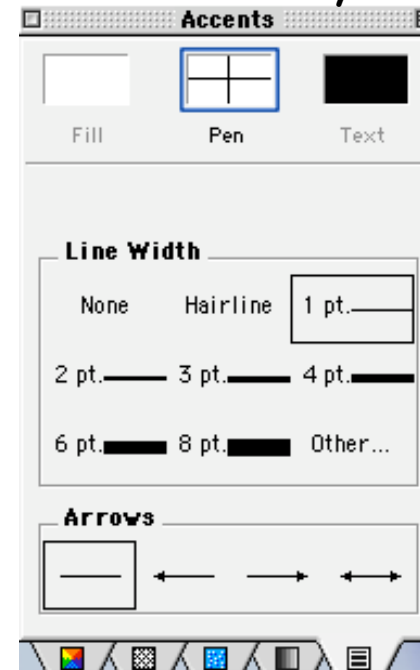 Accents
Fill Pen Text
Line Width
None Hairline 1 pt.
2 pt. 3 pt. 4 pt.
6 pt. 8 pt. Other...
Arrows